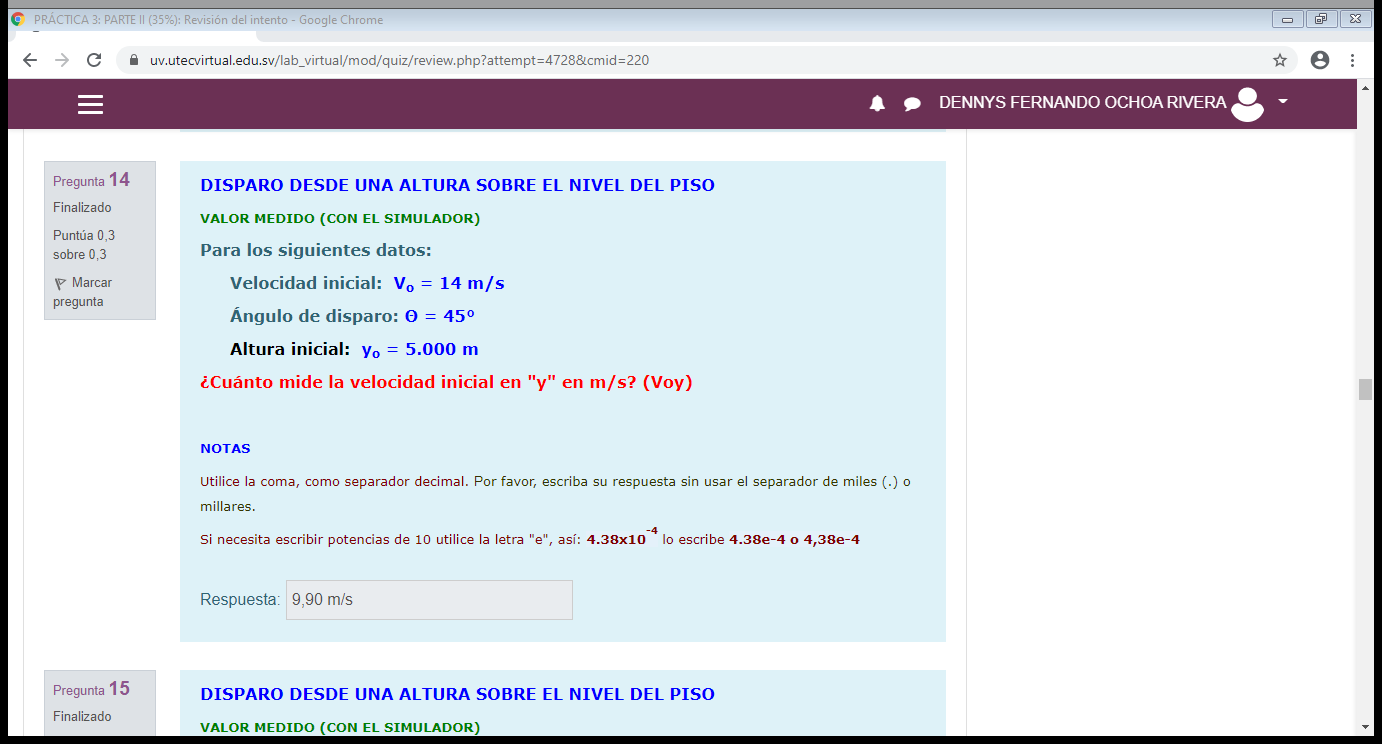 PRÁCTICA 3: PARTE II (35%): Revisión del intento - Google Chrome
uv.utecvirtual.edu.sv/lab_virtual/mod/quiz/review.php?attempt=4728&cmid=220
DENNYS FERNANDO OCHOA RIVERA
Pregunta 14
Finalizado
Puntúa 0,3
sobre 0,3
Marcar
pregunta
DISPARO DESDE UNA ALTURA SOBRE EL NIVEL DEL PISO
VALOR MEDIDO (CON EL SIMULADOR)
Para los siguientes datos:
Velocidad inicial: Vo = 14 m/s
Ángulo de disparo: Θ = 45º
Altura inicial: yo = 5.000 m
¿Cuánto mide la velocidad inicial en "y" en m/s? (Voy)
NOTAS
Utilice la coma, como separador decimal. Por favor, escriba su respuesta sin usar el separador de miles (.) o
millares.
Si necesita escribir potencias de 10 utilice la letra "e", así: 4.38x10-4 lo escribe 4.38e-4 o 4,38e-4
Respuesta: 9,90 m/s
Pregunta 15
Finalizado
DISPARO DESDE UNA ALTURA SOBRE EL NIVEL DEL PISO
VALOR MEDIDO (CON EL SIMULADOR)